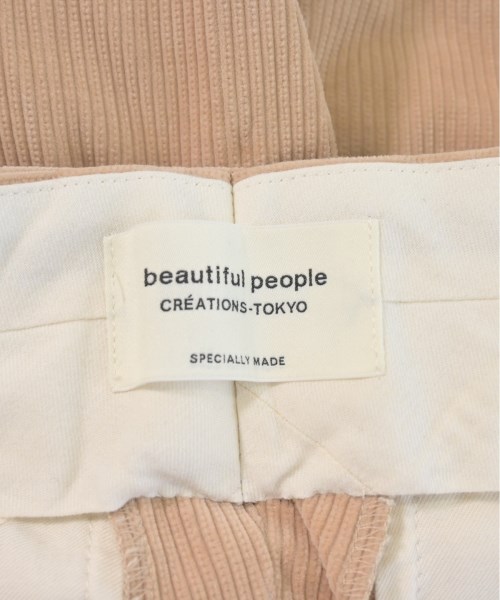 beautiful people
CRÉATIONS-TOKYO
SPECIALLY MADE